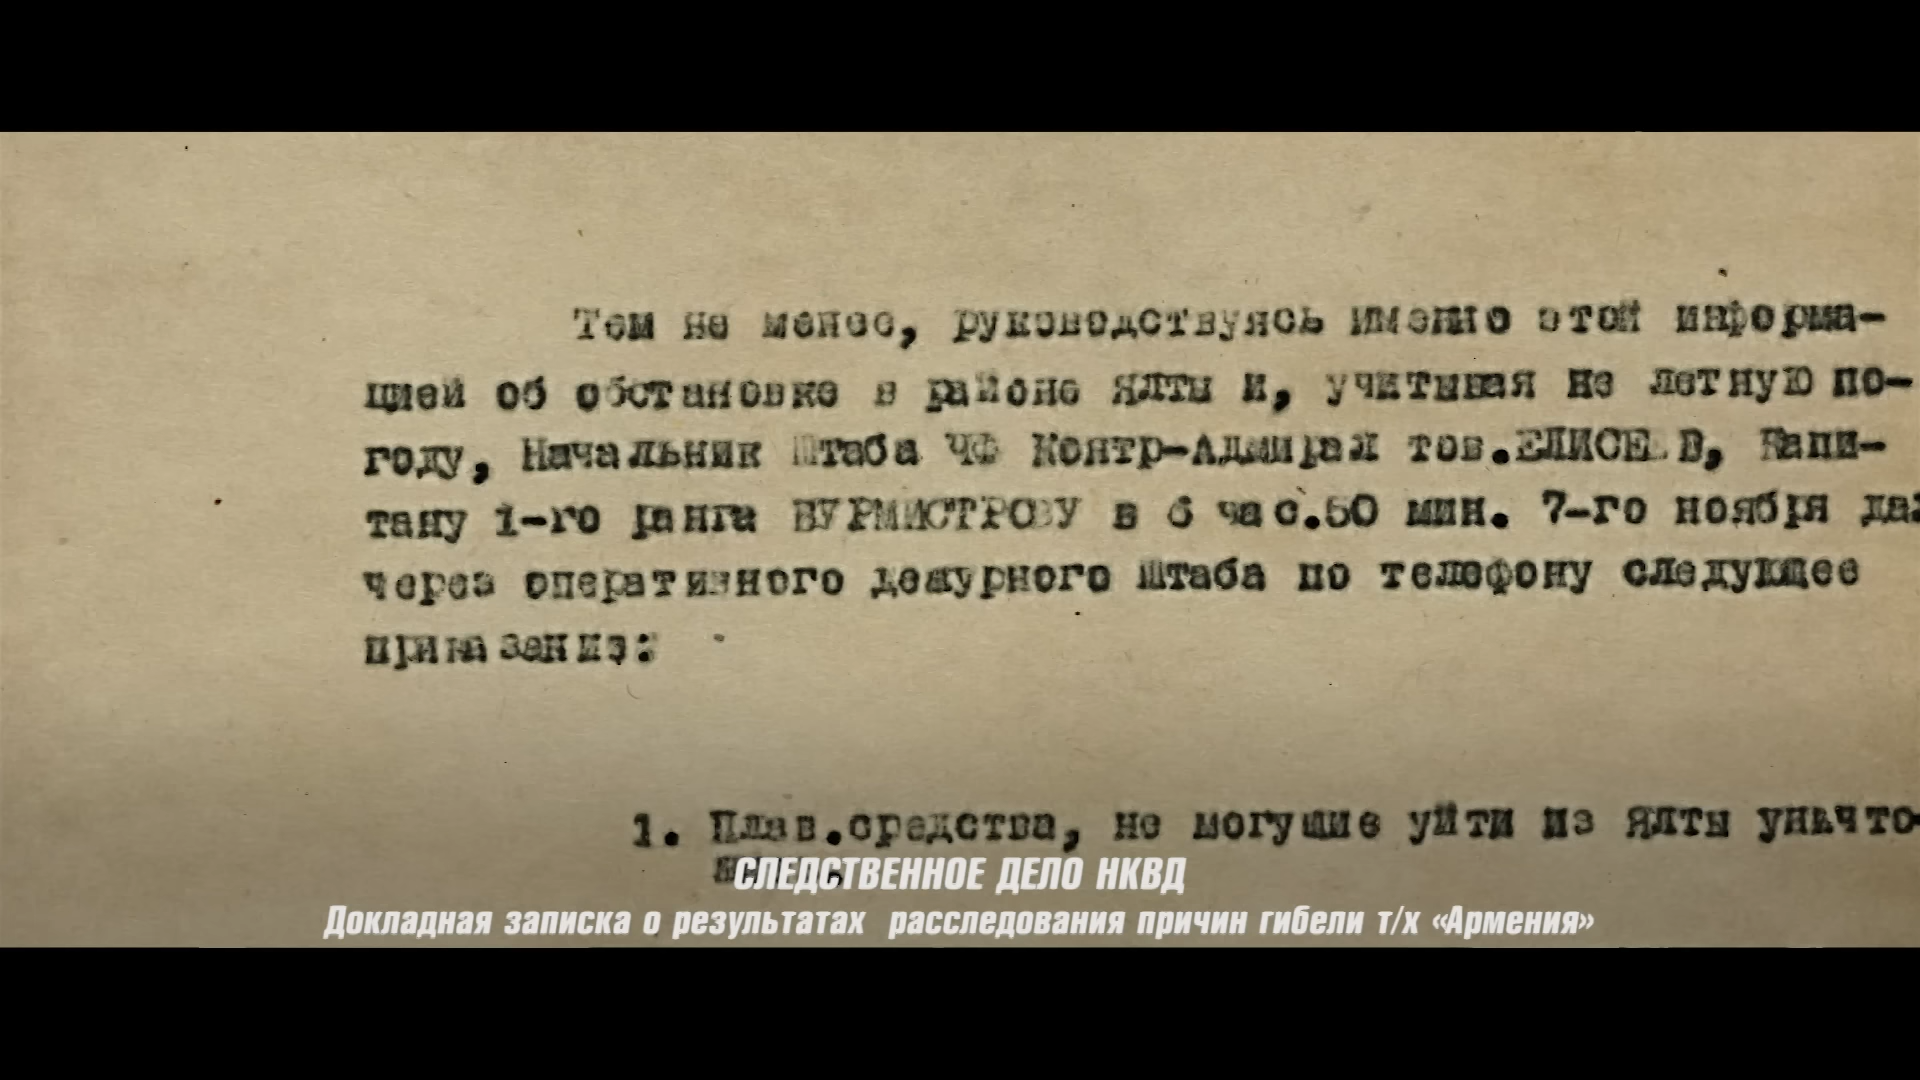 Тем не менее, руководствуясь именно этой информа-
цией об обстановке в районе Ялты и, учитывая не летную по-
году, Начальник Штаба ЧФ Контр-Адмирал тов.ЕЛИСЕЕВ, Капи-
тану 1-го ранга БУРМИСТРОВУ в 6 час.50 мин. 7-го ноября
через оперативного дежурного Штаба по телефону следующее
приказание:
1. Плав.средства, не могущие уйти из Ялты уничто-
СЛЕДСТВЕННОЕ ДЕЛО НКВД
Докладная записка о результатах расследования причин гибели т/х «Армения»